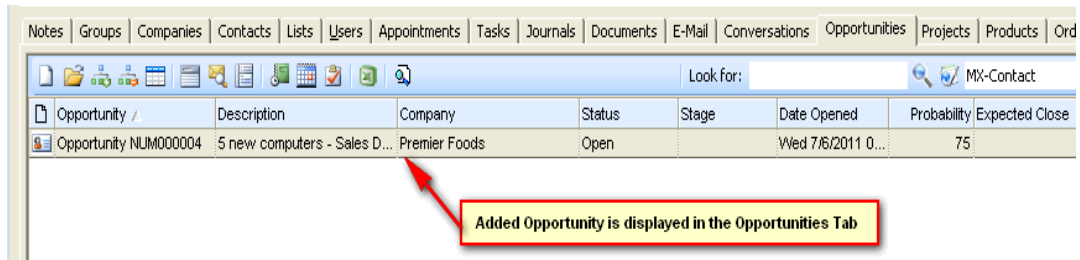 Notes Groups Companies Contacts Lists Users Appointments Tasks Journals Documents E-Mail Conversations Opportunities Projects Products Ord
Look for: MX-Contact
Opportunity Description Company Status Stage Date Opened Probability Expected Close
Opportunity NUM000004 5 new computers - Sales D... Premier Foods Open Wed 7/6/2011 0... 75
Added Opportunity is displayed in the Opportunities Tab